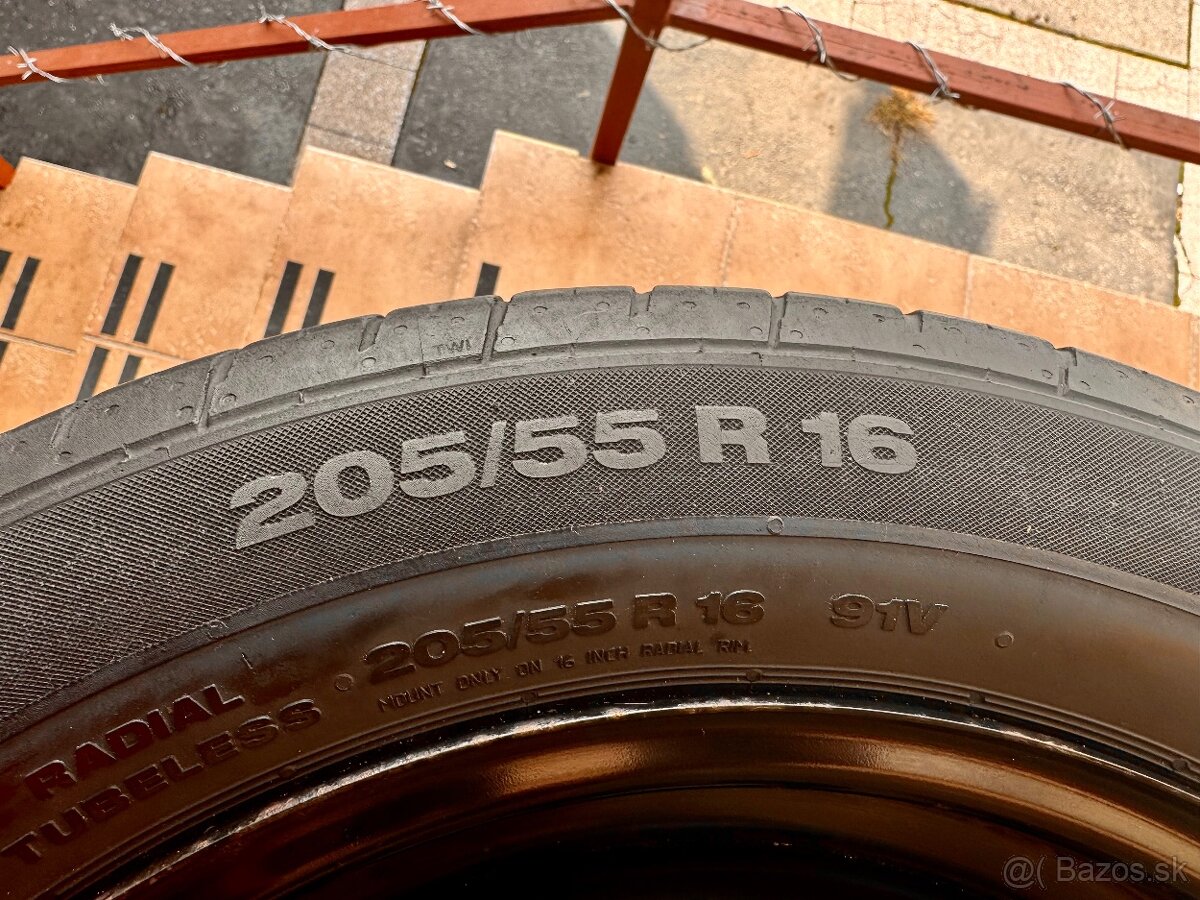 TWI
205/55 R 16
205/55 R 16 91V
MOUNT ONLY ON 16 INCH RADIAL RIM.
RADIAL
TUBELESS
@( Bazos.sk